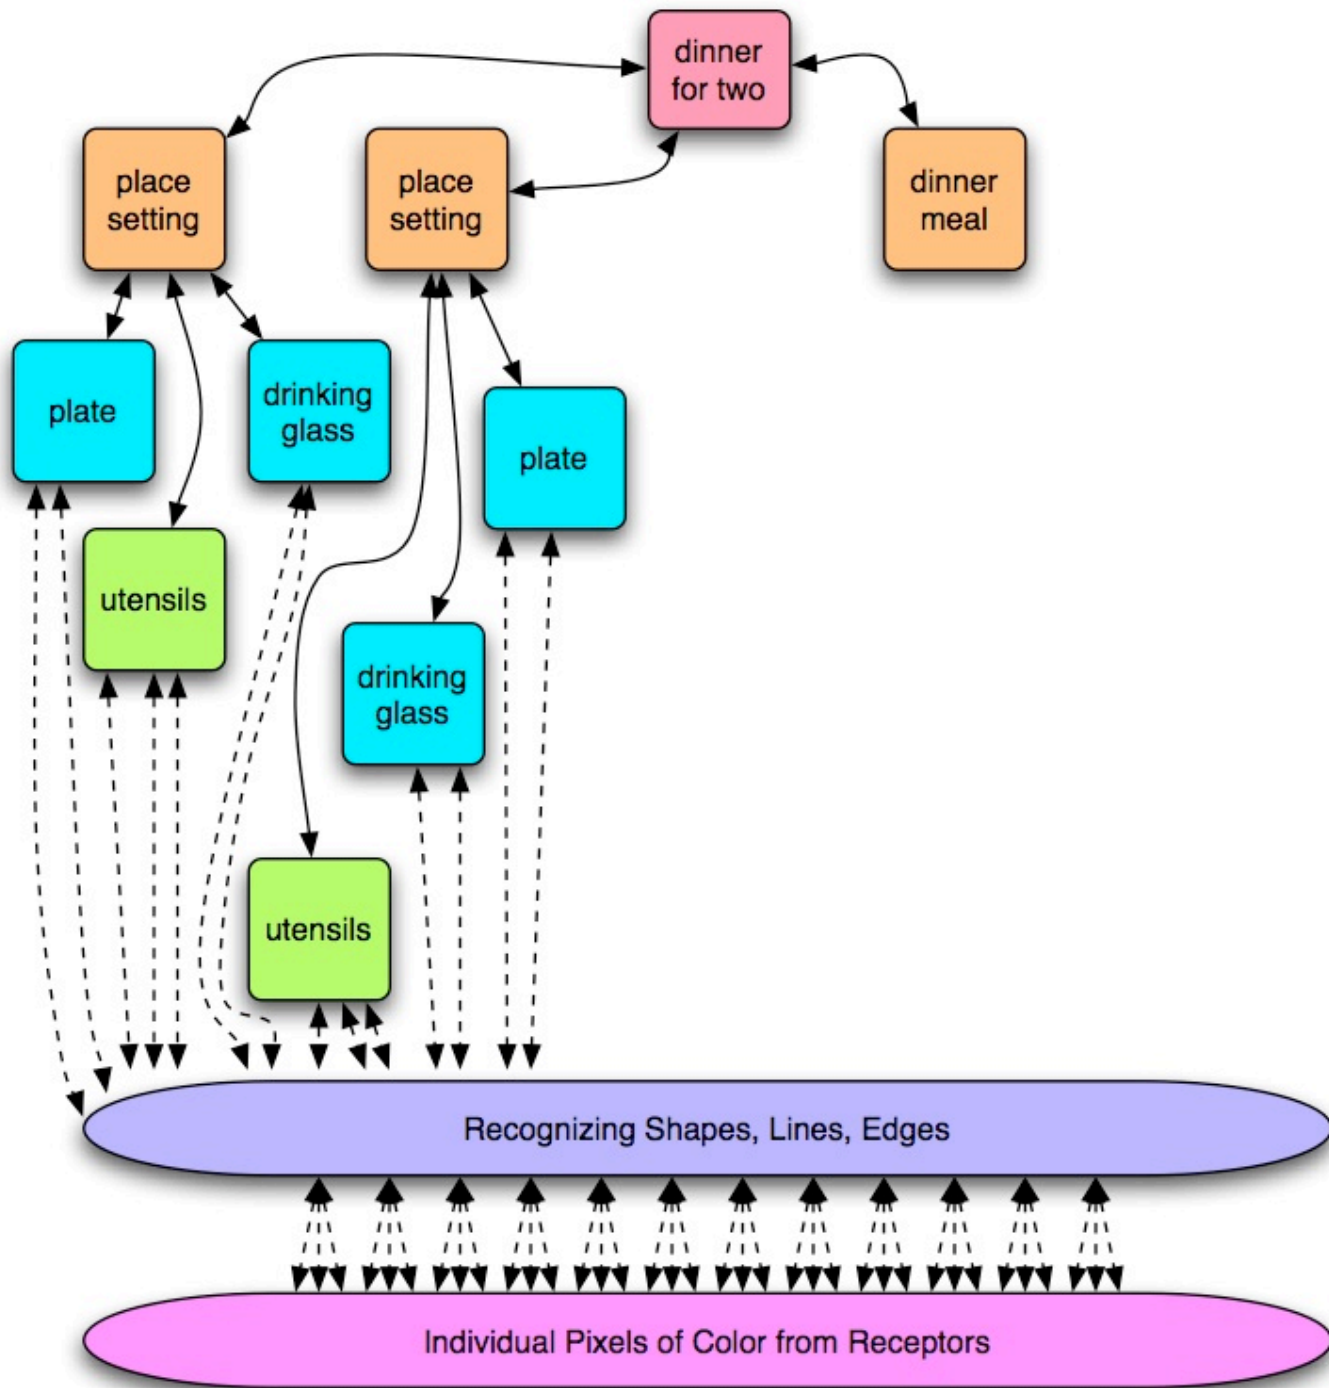 dinner
for two
place
setting
place
setting
dinner
meal
plate
drinking
glass
plate
utensils
drinking
glass
utensils
Recognizing Shapes, Lines, Edges
Individual Pixels of Color from Receptors